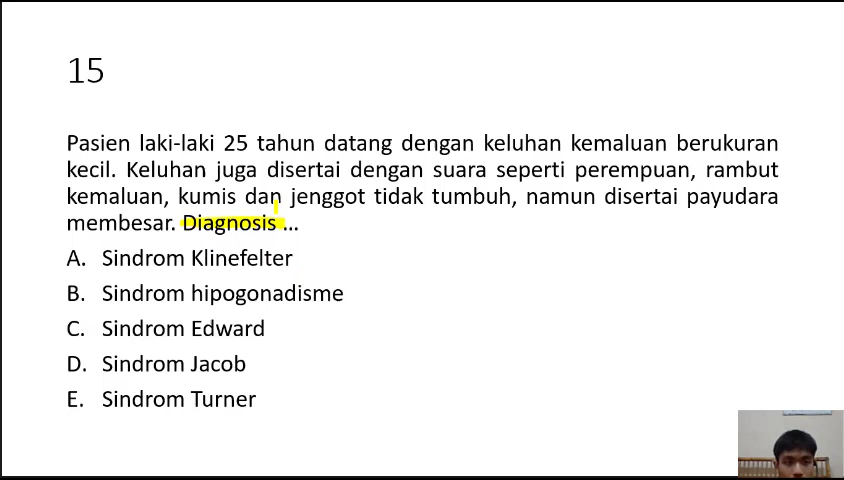 15
Pasien laki-laki 25 tahun datang dengan keluhan kemaluan berukuran
kecil. Keluhan juga disertai dengan suara seperti perempuan, rambut
kemaluan, kumis dan jenggot tidak tumbuh, namun disertai payudara
membesar. Diagnosis ...
A. Sindrom Klinefelter
B. Sindrom hipogonadisme
C. Sindrom Edward
D. Sindrom Jacob
E. Sindrom Turner